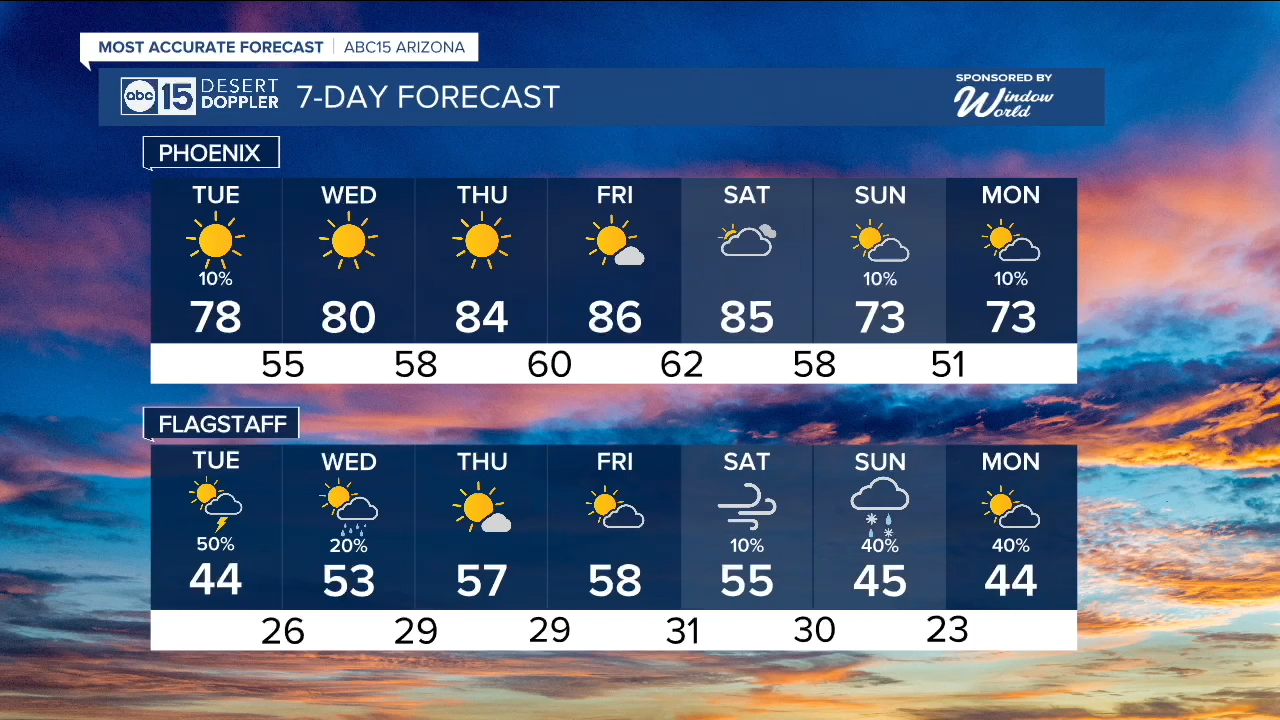 MOST ACCURATE FORECAST | ABC15 ARIZONA
abc 15 DESERT DOPPLER 7-DAY FORECAST
SPONSORED BY
Window World
PHOENIX
TUE WED THU FRI SAT SUN MON
10% 10% 10%
78 80 84 86 85 73 73
55 58 60 62 58 51
FLAGSTAFF
TUE WED THU FRI SAT SUN MON
50% 20% 10% 40% 40%
44 53 57 58 55 45 44
26 29 29 31 30 23